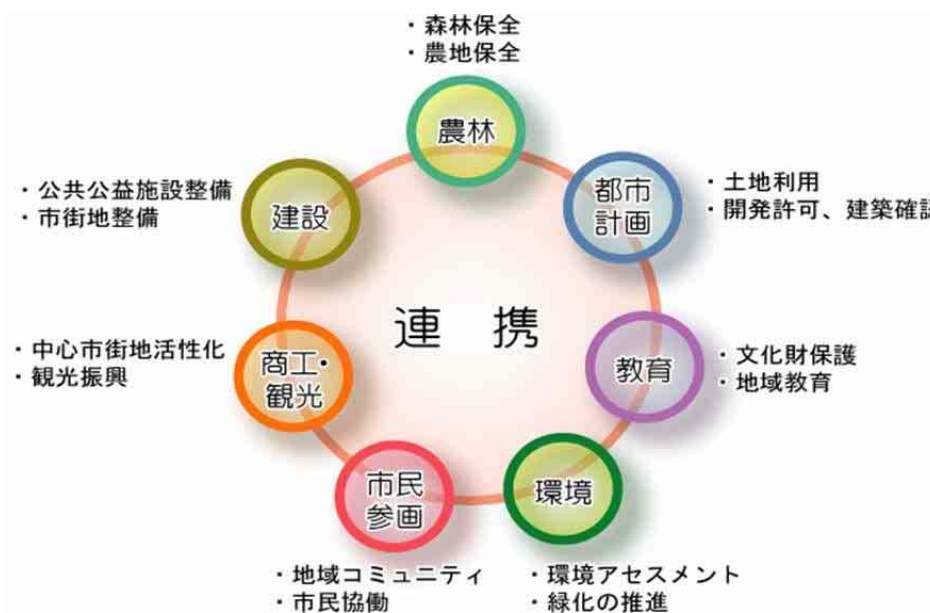 ・森林保全
・農地保全
農林
・公共公益施設整備
・市街地整備
建設
都市
計画
・土地利用
・開発許可、建築確認
連 携
・中心市街地活性化
・観光振興
商工・
観光
教育
・文化財保護
・地域教育
市民
参画
環境
・地域コミュニティ
・市民協働
・環境アセスメント
・緑化の推進